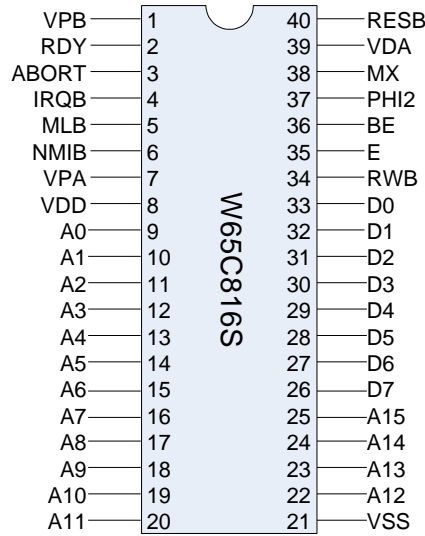 VPB 1 40 RESB
RDY 2 39 VDA
ABORT 3 38 MX
IRQB 4 37 PHI2
MLB 5 36 BE
NMIB 6 35 E
VPA 7 34 RWB
VDD 8 33 D0
A0 9 32 D1
A1 10 31 D2
A2 11 30 D3
A3 12 29 D4
A4 13 28 D5
A5 14 27 D6
A6 15 26 D7
A7 16 25 A15
A8 17 24 A14
A9 18 23 A13
A10 19 22 A12
A11 20 21 VSS
W65C816S